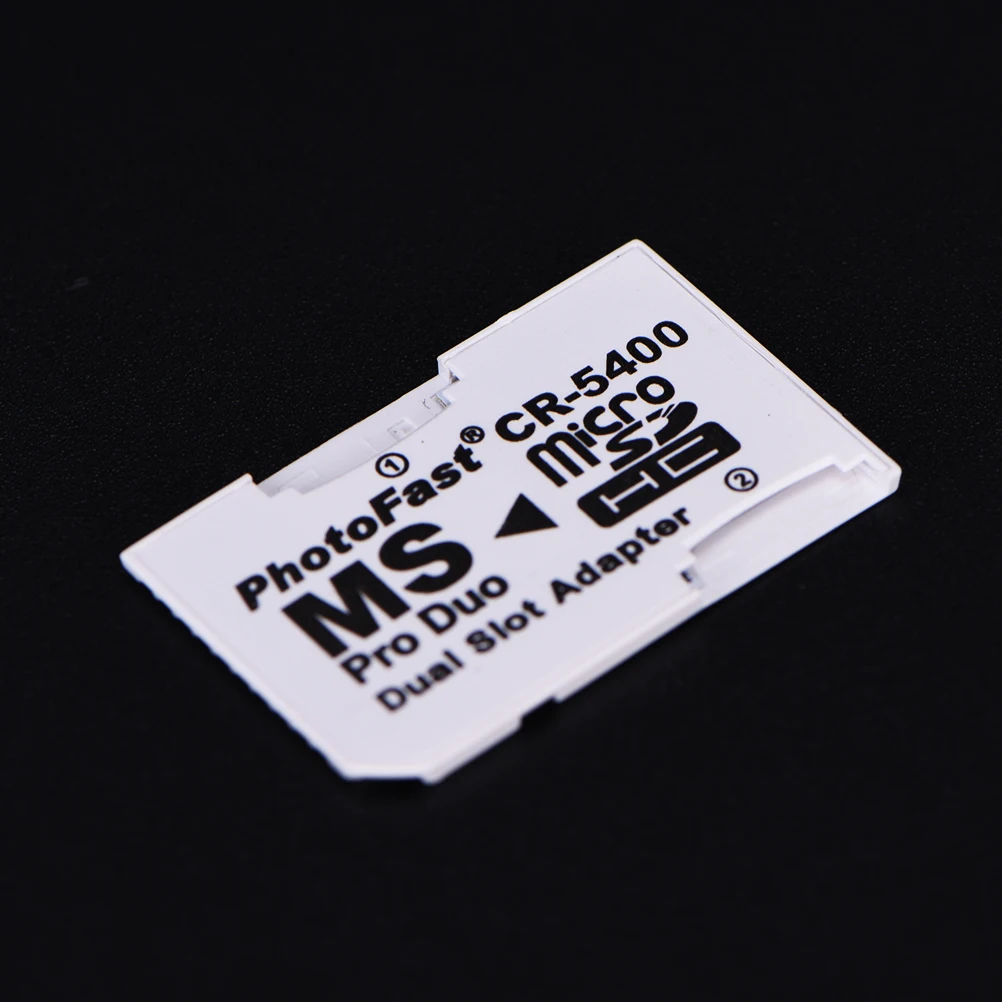 ①
PhotoFast® CR-5400
MS ◀ micro SD HC
Pro Duo
②
Dual Slot Adapter